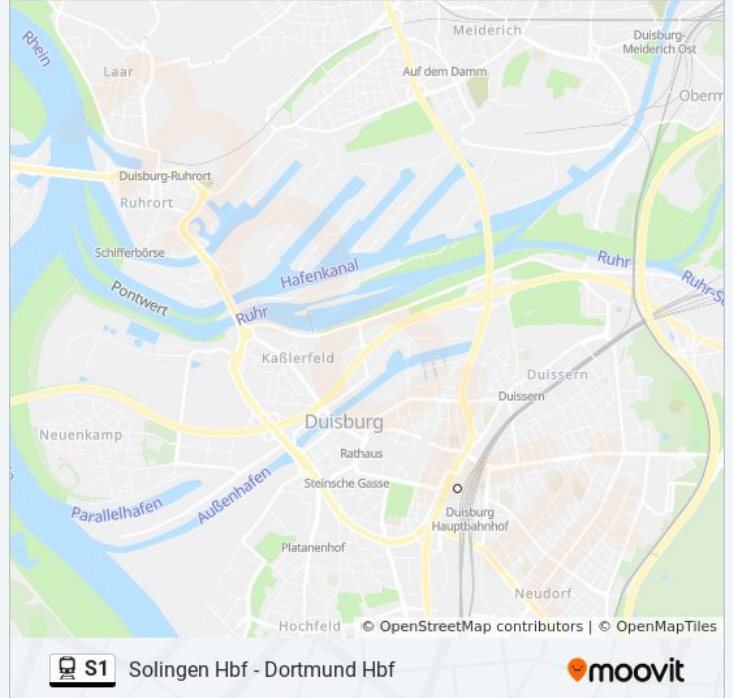 Meiderich
Duisburg-
Meiderich Ost
Rhein
Laar
Auf dem Damm
Oberm
Duisburg-Ruhrort
Ruhrort
Schifferbörse
Hafenkanal
Ruhr
Ruhr-Sc
Pontwert
Ruhr
Kaßlerfeld
Duissern
Duissern
Duisburg
Neuenkamp
Rathaus
Steinsche Gasse
Außenhafen
Parallelhafen
Duisburg
Hauptbahnhof
Platanenhof
Neudorf
Hochfeld
© OpenStreetMap contributors | © OpenMapTiles
S1 Solingen Hbf - Dortmund Hbf
moovit